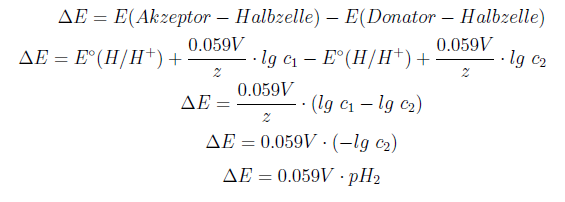 ΔE = E(Akzeptor − Halbzelle) − E(Donator − Halbzelle)
ΔE = E°(H/H⁺) + 0.059V/z · lg c₁ − E°(H/H⁺) + 0.059V/z · lg c₂
ΔE = 0.059V/z · (lg c₁ − lg c₂)
ΔE = 0.059V · (−lg c₂)
ΔE = 0.059V · pH₂